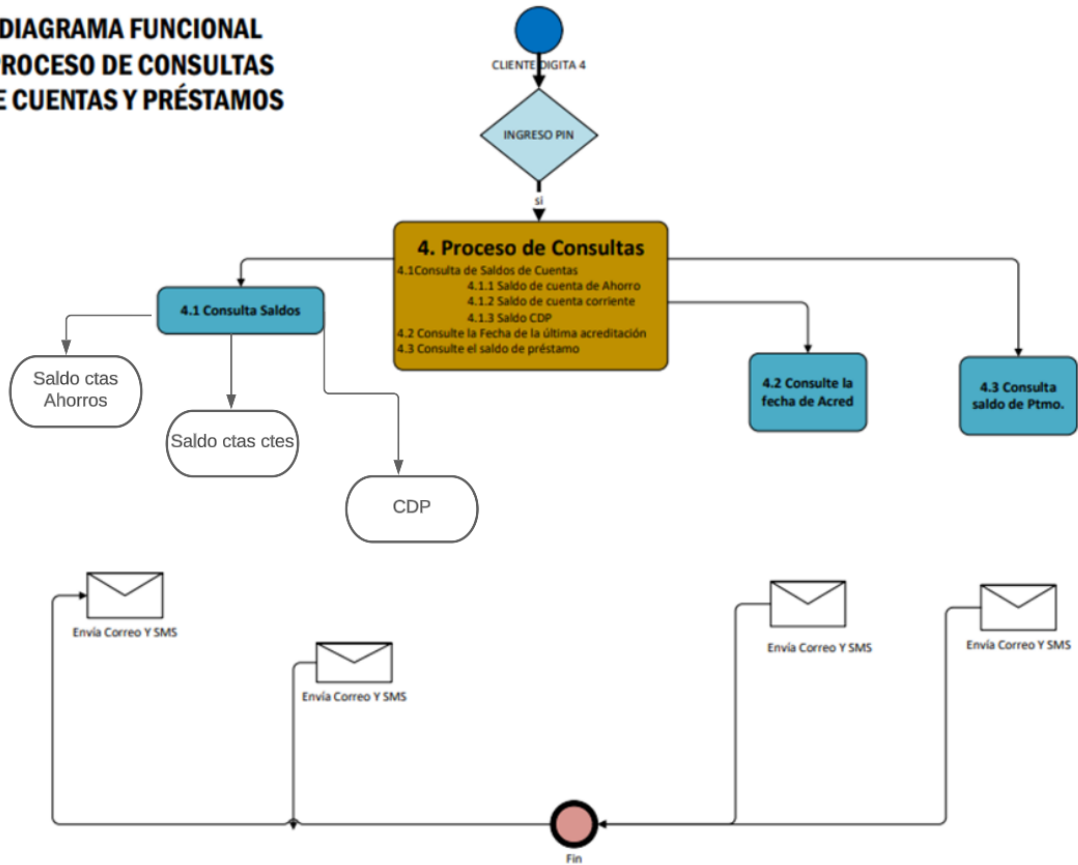 DIAGRAMA FUNCIONAL
ROCESO DE CONSULTAS
E CUENTAS Y PRÉSTAMOS
CLIENTE DIGITA 4
INGRESO PIN
si
4. Proceso de Consultas
4.1Consulta de Saldos de Cuentas
4.1.1 Saldo de cuenta de Ahorro
4.1.2 Saldo de cuenta corriente
4.1.3 Saldo CDP
4.2 Consulte la Fecha de la última acreditación
4.3 Consulte el saldo de préstamo
4.1 Consulta Saldos
Saldo ctas
Ahorros
Saldo ctas ctes
CDP
4.2 Consulte la
fecha de Acred
4.3 Consulta
saldo de Ptmo.
Envía Correo Y SMS
Envía Correo Y SMS
Envía Correo Y SMS
Envía Correo Y SMS
Fin